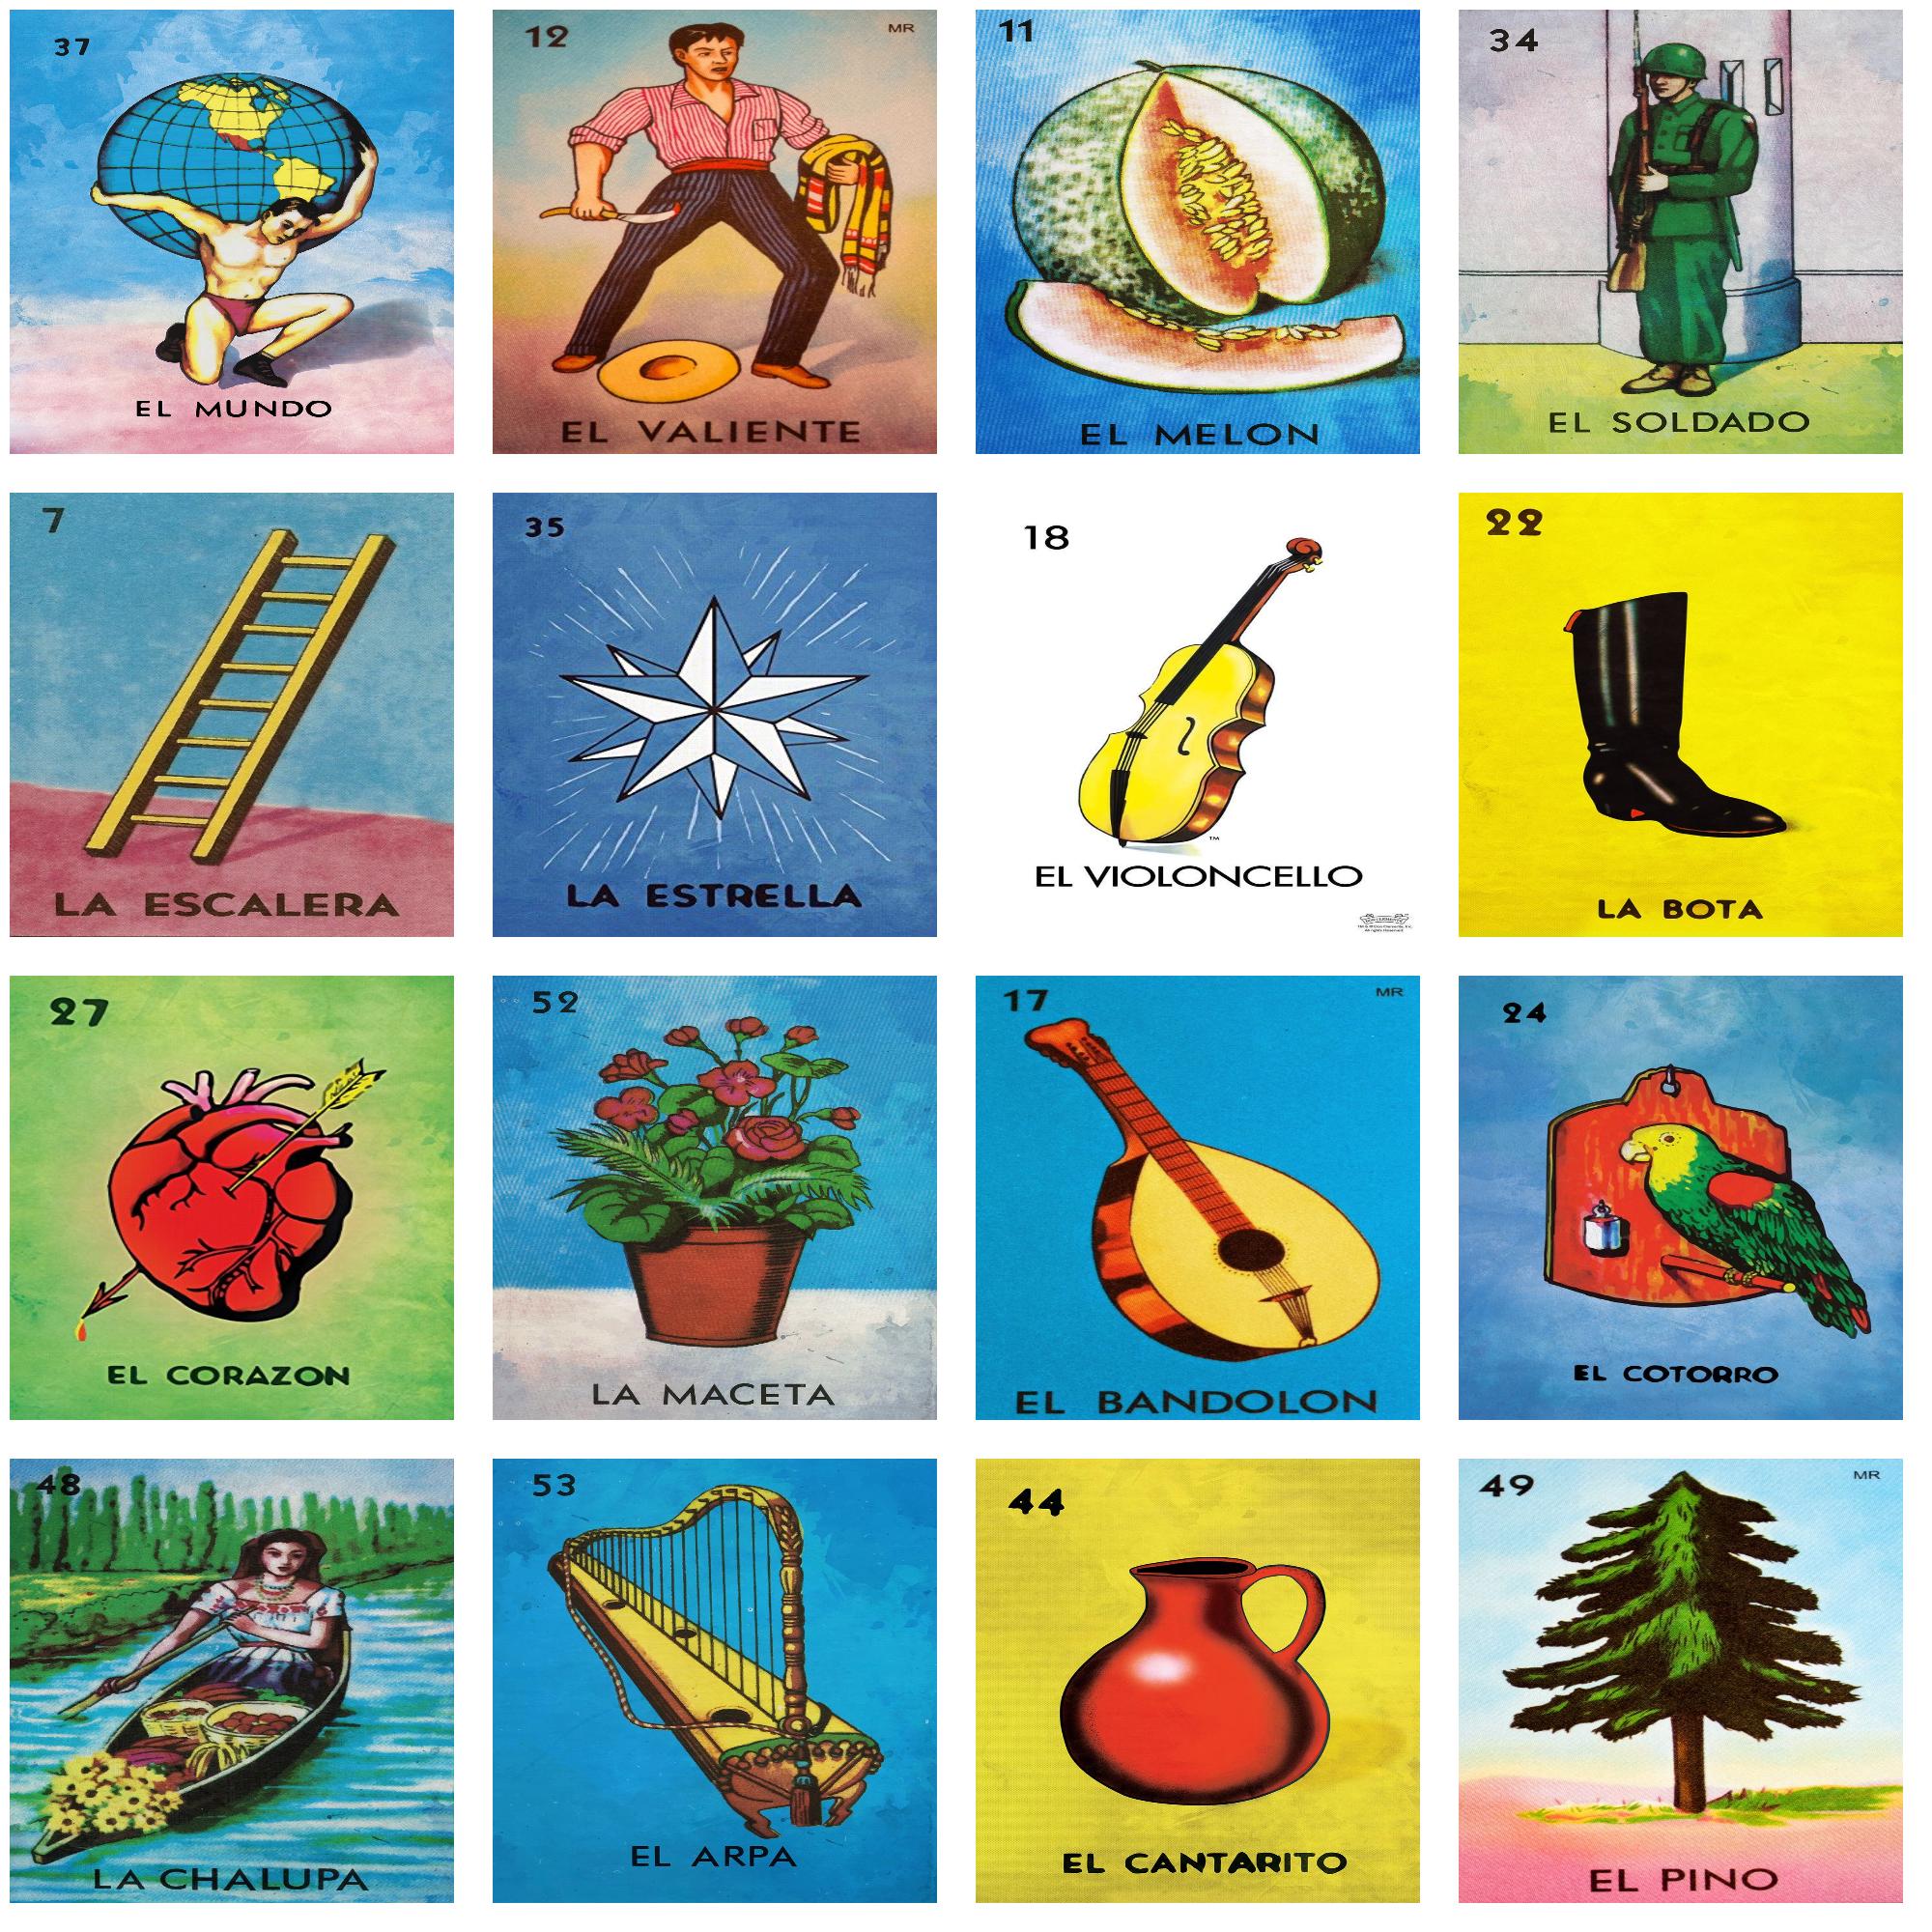 37
EL MUNDO
12
MR
EL VALIENTE
11
EL MELON
34
EL SOLDADO
7
LA ESCALERA
35
LA ESTRELLA
18
TM
EL VIOLONCELLO
22
LA BOTA
27
EL CORAZON
52
LA MACETA
17
MR
EL BANDOLON
24
EL COTORRO
48
LA CHALUPA
53
EL ARPA
44
EL CANTARITO
49
MR
EL PINO